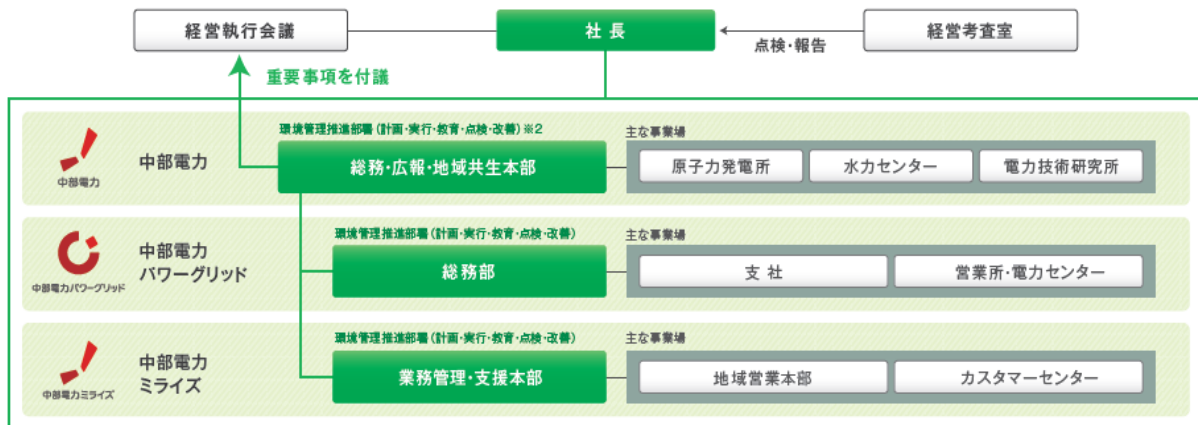 経営執行会議
社長
点検・報告
経営考査室
重要事項を付議
環境管理推進部署(計画・実行・教育・点検・改善)※2
主な事業場
中部電力
中部電力
総務・広報・地域共生本部
原子力発電所
水力センター
電力技術研究所
環境管理推進部署(計画・実行・教育・点検・改善)
主な事業場
中部電力パワーグリッド
中部電力
パワーグリッド
総務部
支社
営業所・電力センター
環境管理推進部署(計画・実行・教育・点検・改善)
主な事業場
中部電力ミライズ
中部電力
ミライズ
業務管理・支援本部
地域営業本部
カスタマーセンター